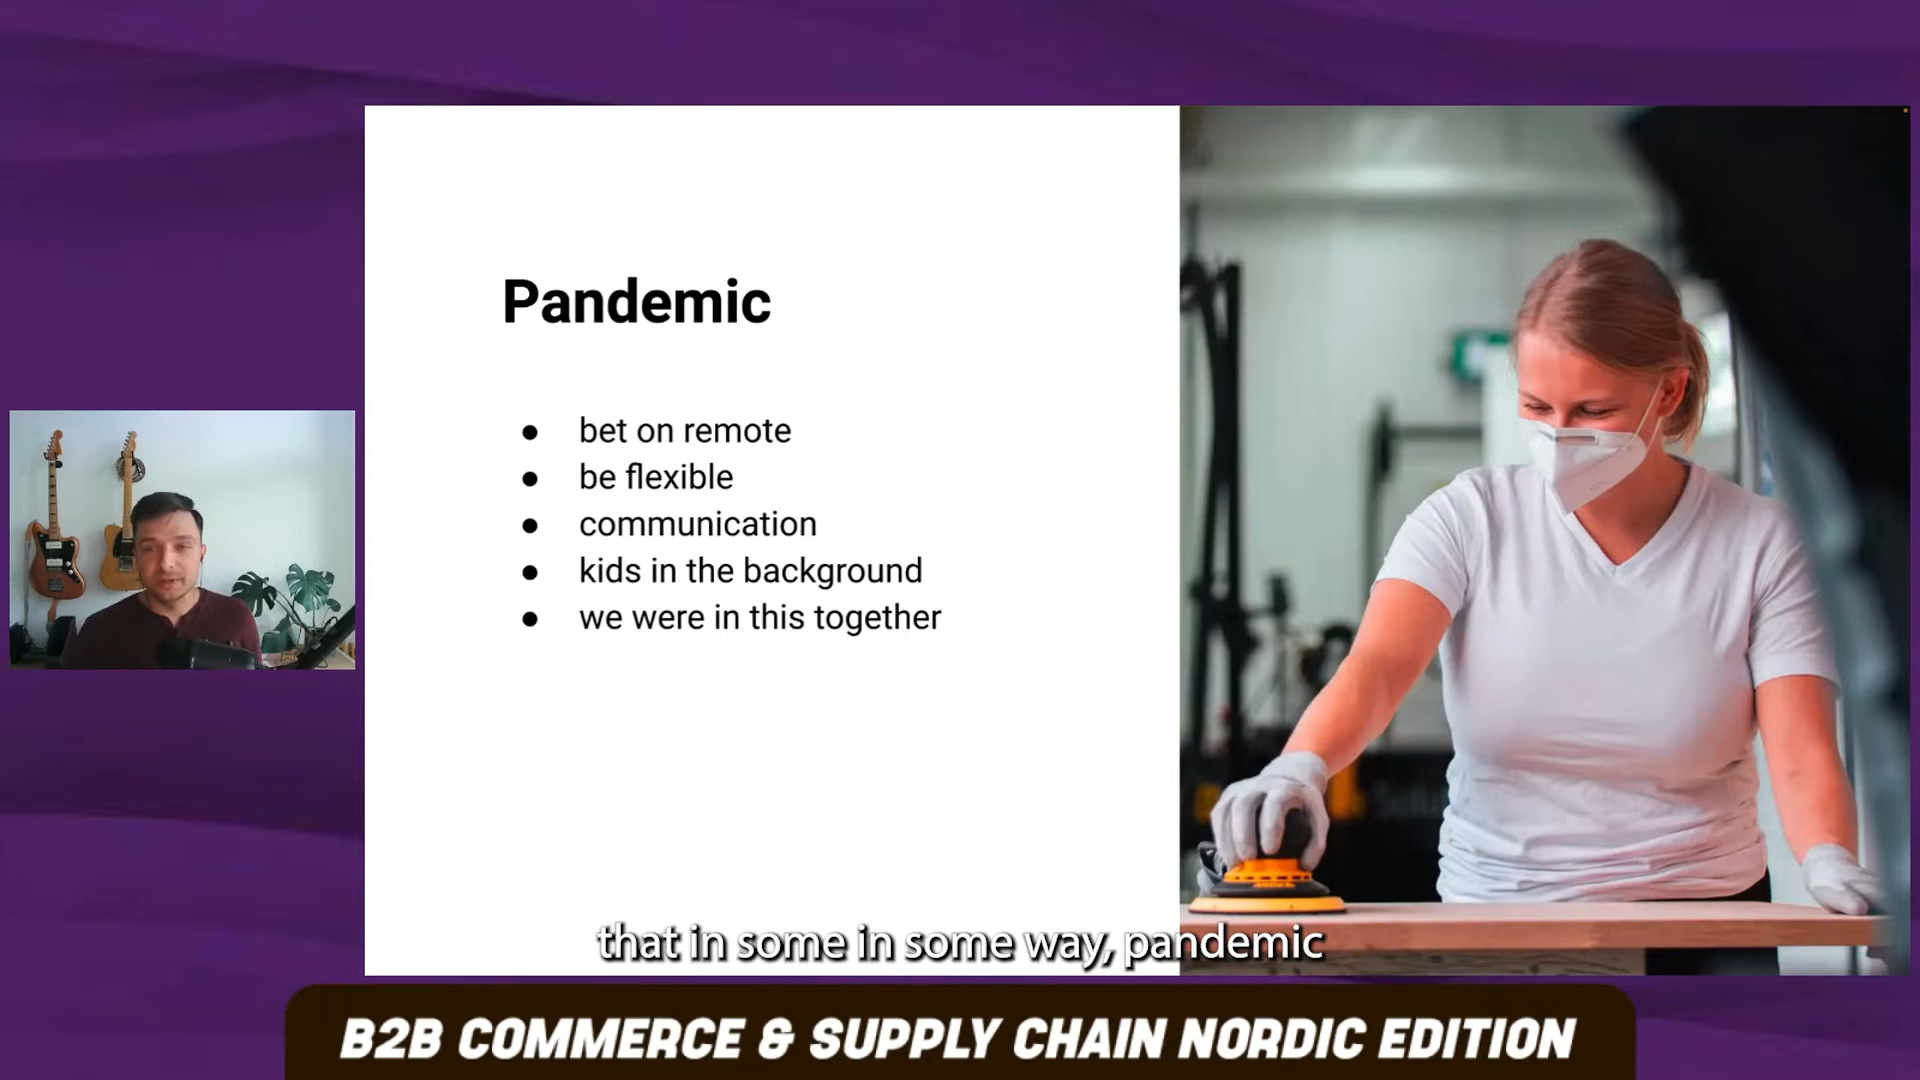 Pandemic
bet on remote
be flexible
communication
kids in the background
we were in this together
that in some in some way, pandemic
B2B COMMERCE & SUPPLY CHAIN NORDIC EDITION